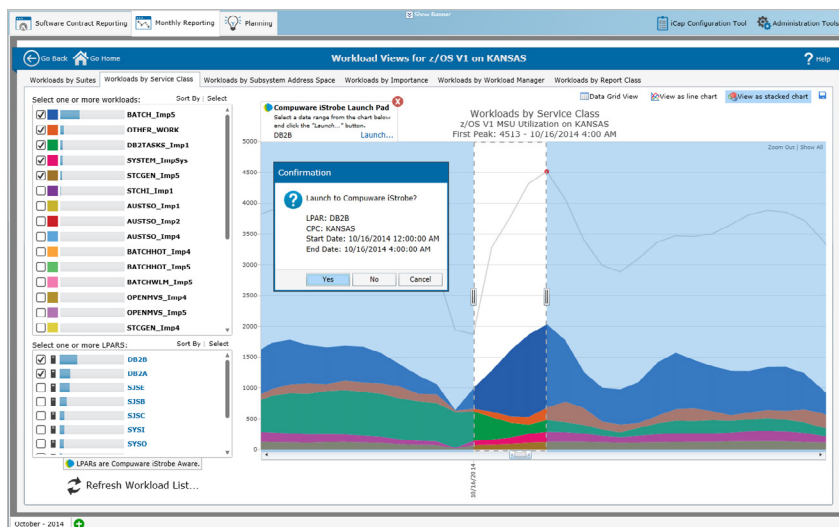 Show Banner
Software Contract Reporting
Monthly Reporting
Planning
iCap Configuration Tool
Administration Tools
Go Back
Go Home
Workload Views for z/OS V1 on KANSAS
? Help
Workloads by Suites
Workloads by Service Class
Workloads by Subsystem Address Space
Workloads by Importance
Workloads by Workload Manager
Workloads by Report Class
Select one or more workloads:
Sort By | Select
BATCH_Imp5
OTHER_WORK
DB2TASKS_Imp1
SYSTEM_ImpSys
STCGEN_Imp5
STCHI_Imp1
AUSTSO_Imp1
AUSTSO_Imp2
AUSTSO_Imp4
BATCHHOT_Imp4
BATCHHOT_Imp5
BATCHWLM_Imp5
OPENMVS_Imp4
OPENMVS_Imp5
STCGEN_Imp4
Select one or more LPARS:
Sort By | Select
DB2B
DB2A
SJSE
SJSB
SJSC
SYSI
SYSO
LPARs are Compuware iStrobe Aware.
Refresh Workload List...
Compuware iStrobe Launch Pad
Select a date range from the chart below
and click the "Launch..." button.
DB2B
Launch...
Data Grid View
View as line chart
View as stacked chart
Workloads by Service Class
z/OS V1 MSU Utilization on KANSAS
First Peak: 4513 - 10/16/2014 4:00 AM
Zoom Out | Show All
5000
4500
4000
3500
3000
2500
2000
1500
1000
500
0
10/16/2014
Confirmation
Launch to Compuware iStrobe?
LPAR: DB2B
CPC: KANSAS
Start Date: 10/16/2014 12:00:00 AM
End Date: 10/16/2014 4:00:00 AM
Yes
No
Cancel
October - 2014